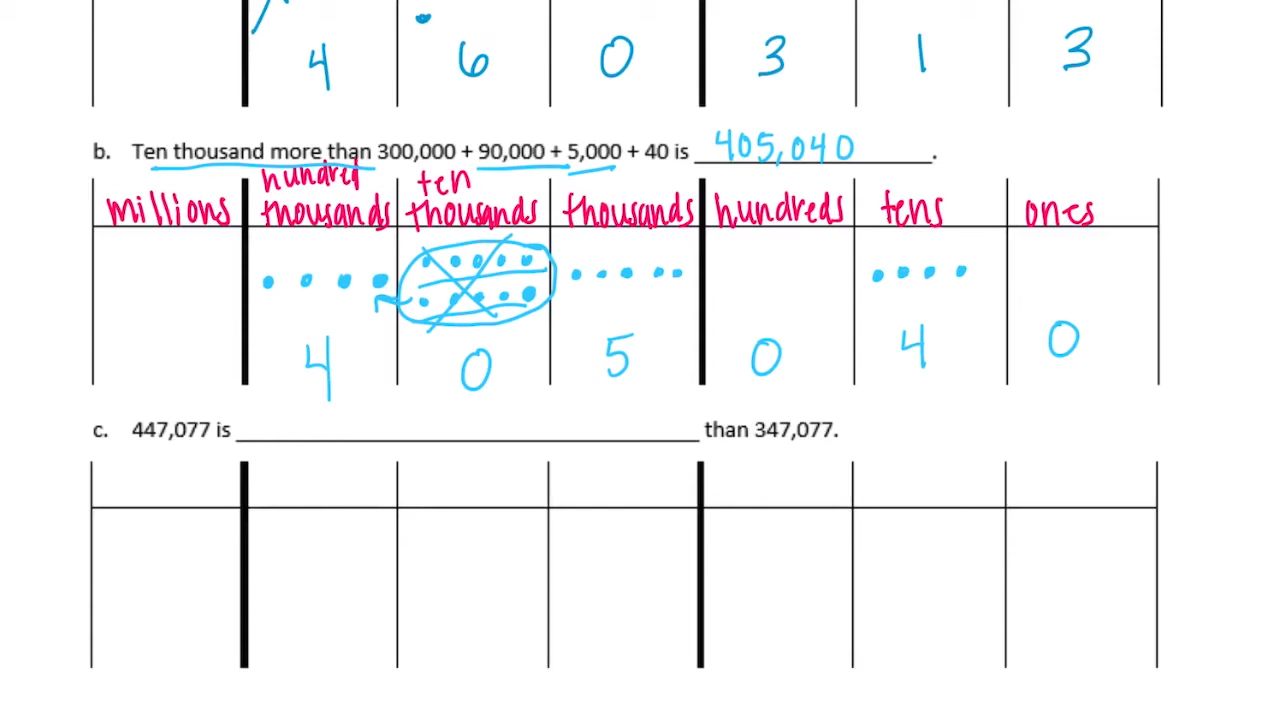 4 6 0 3 1 3
b. Ten thousand more than 300,000 + 90,000 + 5,000 + 40 is 405,040.
millions hundred thousands ten thousands thousands hundreds tens ones
4 0 5 0 4 0
c. 447,077 is ______ than 347,077.